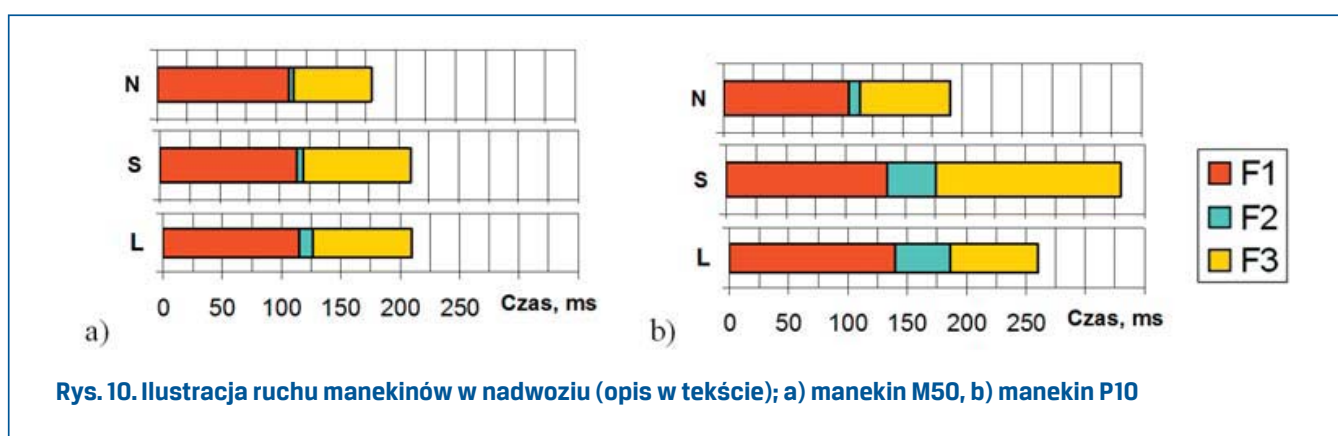 N
S
L
0 50 100 150 200 250 Czas, ms
a)
N
S
L
0 50 100 150 200 250 Czas, ms
b)
F1
F2
F3
Rys. 10. Ilustracja ruchu manekinów w nadwoziu (opis w tekście); a) manekin M50, b) manekin P10